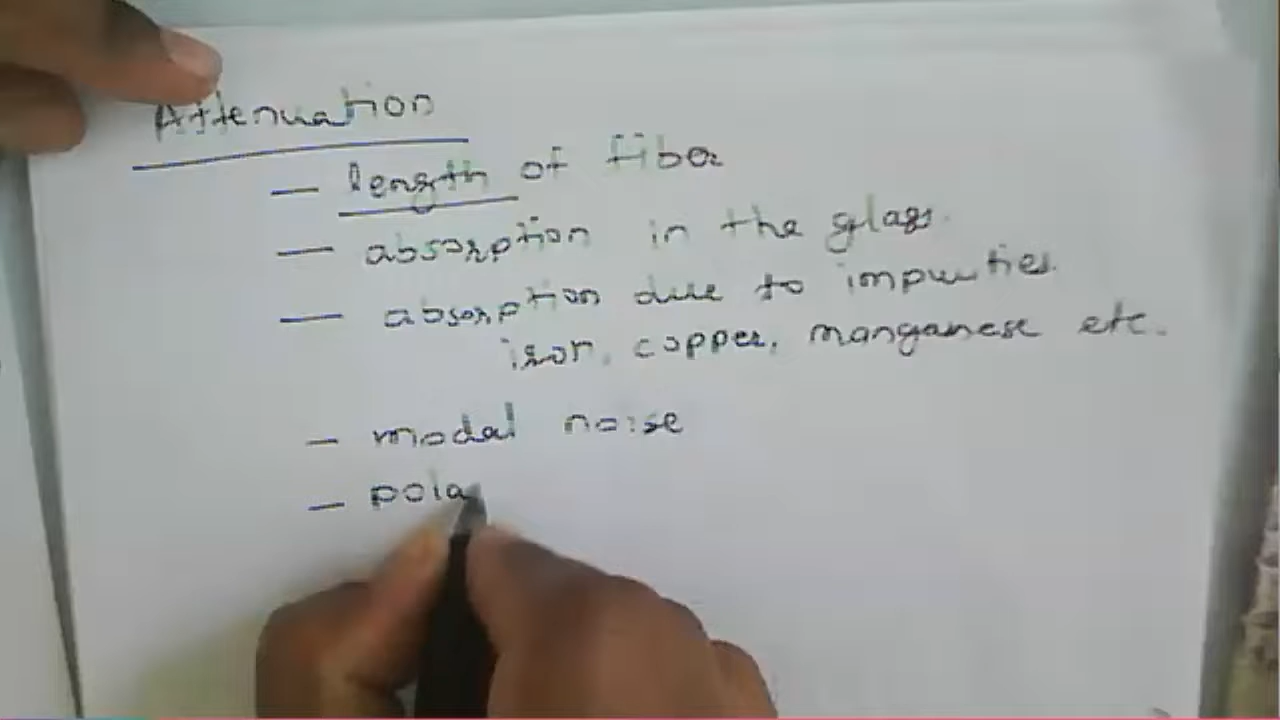 Attenuation
— length of fiber
— absorption in the glass.
— absorption due to impurities.
iron, copper, manganese etc.
— modal noise
— pola